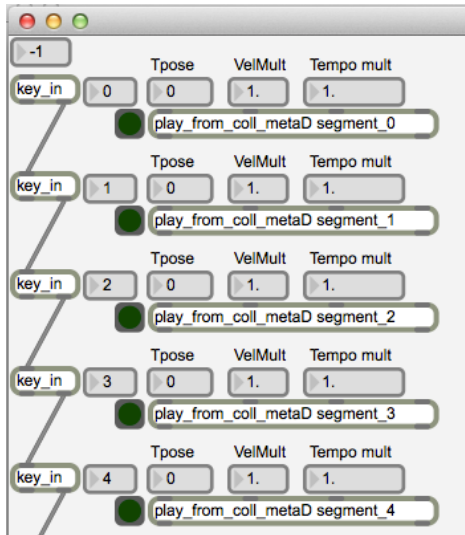 -1
Tpose VelMult Tempo mult
key_in 0 0 1. 1.
play_from_coll_metaD segment_0
Tpose VelMult Tempo mult
key_in 1 0 1. 1.
play_from_coll_metaD segment_1
Tpose VelMult Tempo mult
key_in 2 0 1. 1.
play_from_coll_metaD segment_2
Tpose VelMult Tempo mult
key_in 3 0 1. 1.
play_from_coll_metaD segment_3
Tpose VelMult Tempo mult
key_in 4 0 1. 1.
play_from_coll_metaD segment_4